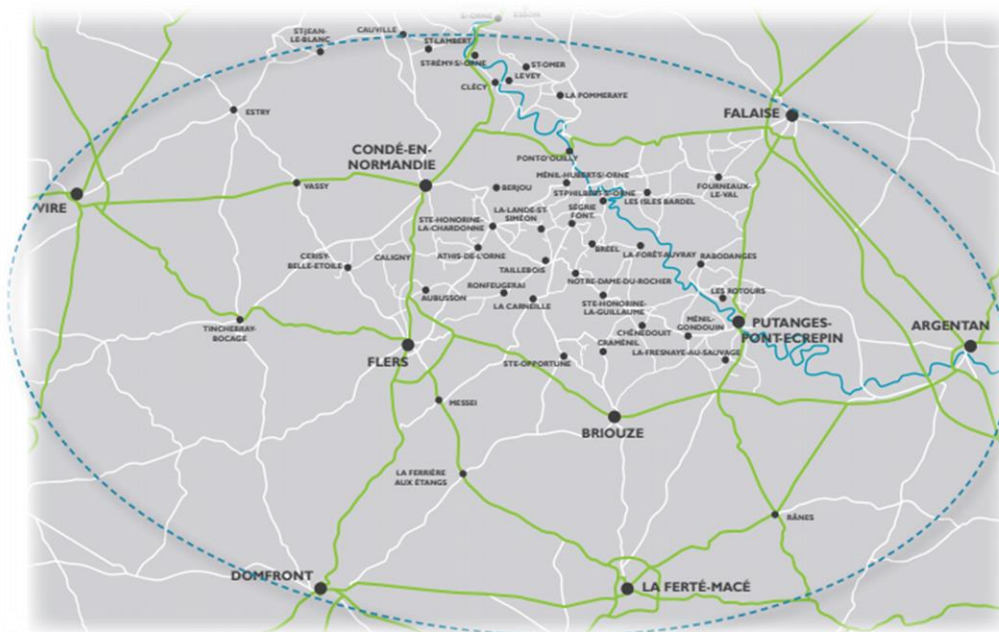 ST-JEAN-
LE-BLANC
CAUVILLE
ST-LAMBERT
ST-RÉMY-S/-ORNE
ST-OMER
LEVEY
CLÉCY
LA POMMERAYE
ESTRY
FALAISE
CONDÉ-EN-
NORMANDIE
PONT-D'OUILLY
VASSY
BERJOU
MÉNIL-HUBERT-S/-ORNE
ST-PHILBERT-S/-ORNE
LES ISLES BARDEL
FOURNEAUX-
LE-VAL
VIRE
LA-LANDE-ST-
SIMÉON
SÉGRIE
FONT.
STE-HONORINE-
LA-CHARDONNE
CERISY-
BELLE-ETOILE
CALIGNY
ATHIS-DE-L'ORNE
BRÉEL
LA-FORÊT-AUVRAY
RABODANGES
TAILLEBOIS
NOTRE-DAME-DU-ROCHER
RONFEUGERAI
AUBUSSON
LA CARNEILLE
STE-HONORINE-
LA-GUILLAUME
LES ROTOURS
MÉNIL-
GONDOUIN
PUTANGES-
PONT-ECREPIN
ARGENTAN
TINCHEBRAY-
BOCAGE
CHÊNEDOUIT
CRAMÉNIL
LA-FRESNAYE-AU-SAUVAGE
FLERS
STE-OPPORTUNE
MESSEI
BRIOUZE
LA FERRIÈRE
AUX ÉTANGS
RÂNES
DOMFRONT
LA FERTÉ-MACÉ